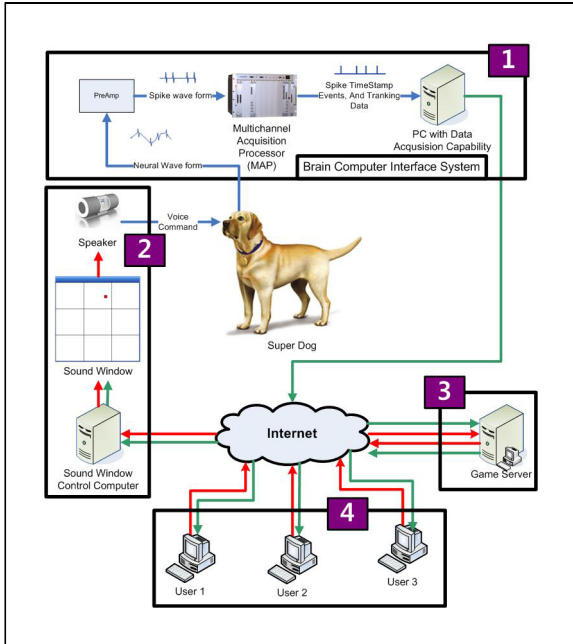 1
PreAmp
Spike wave form
Multichannel
Acquisition
Processor
(MAP)
Spike TimeStamp
Events, And Tranking
Data
PC with Data
Acqusision Capability
Neural Wave form
Brain Computer Interface System
2
Speaker
Voice
Command
Super Dog
Sound Window
Sound Window
Control Computer
Internet
3
Game Server
4
User 1
User 2
User 3